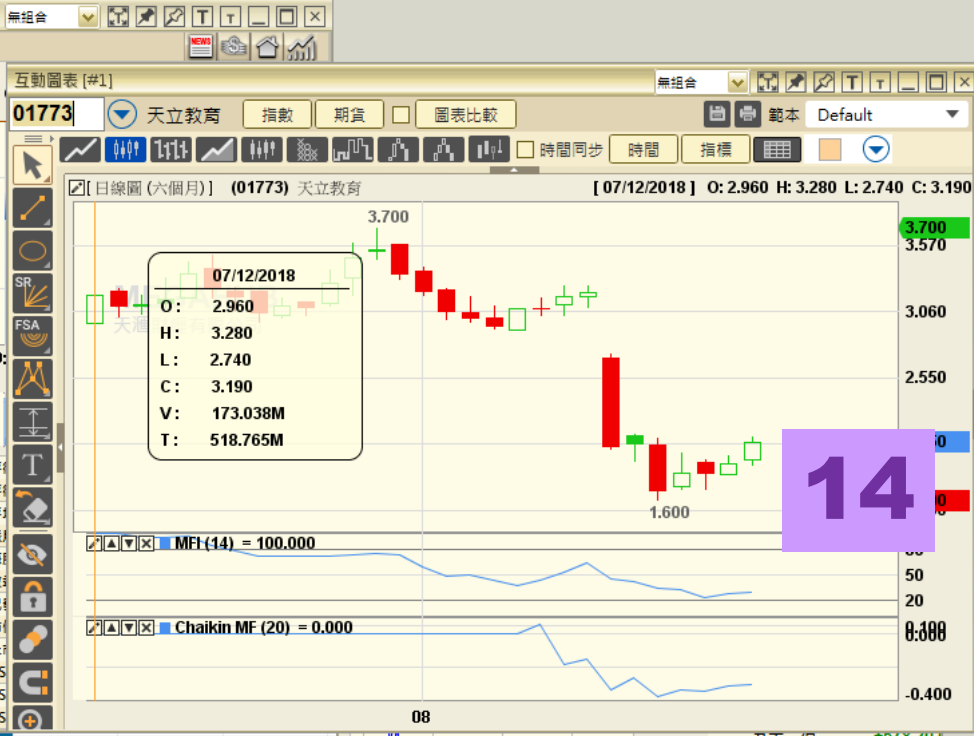 無組合 T T
NEWS
互動圖表 [#1] 無組合 T T
01773 天立教育 指數 期貨 圖表比較 範本 Default
時間同步 時間 指標
[ 日線圖 (六個月) ] (01773) 天立教育 [ 07/12/2018 ] O: 2.960 H: 3.280 L: 2.740 C: 3.190
SR
FSA
T
3.700
3.700
3.570
3.060
2.550
07/12/2018
O : 2.960
H : 3.280
L : 2.740
C : 3.190
V : 173.038M
T : 518.765M
14
1.600
MFI (14) = 100.000
50
20
Chaikin MF (20) = 0.000
0.100
0.000
-0.400
08